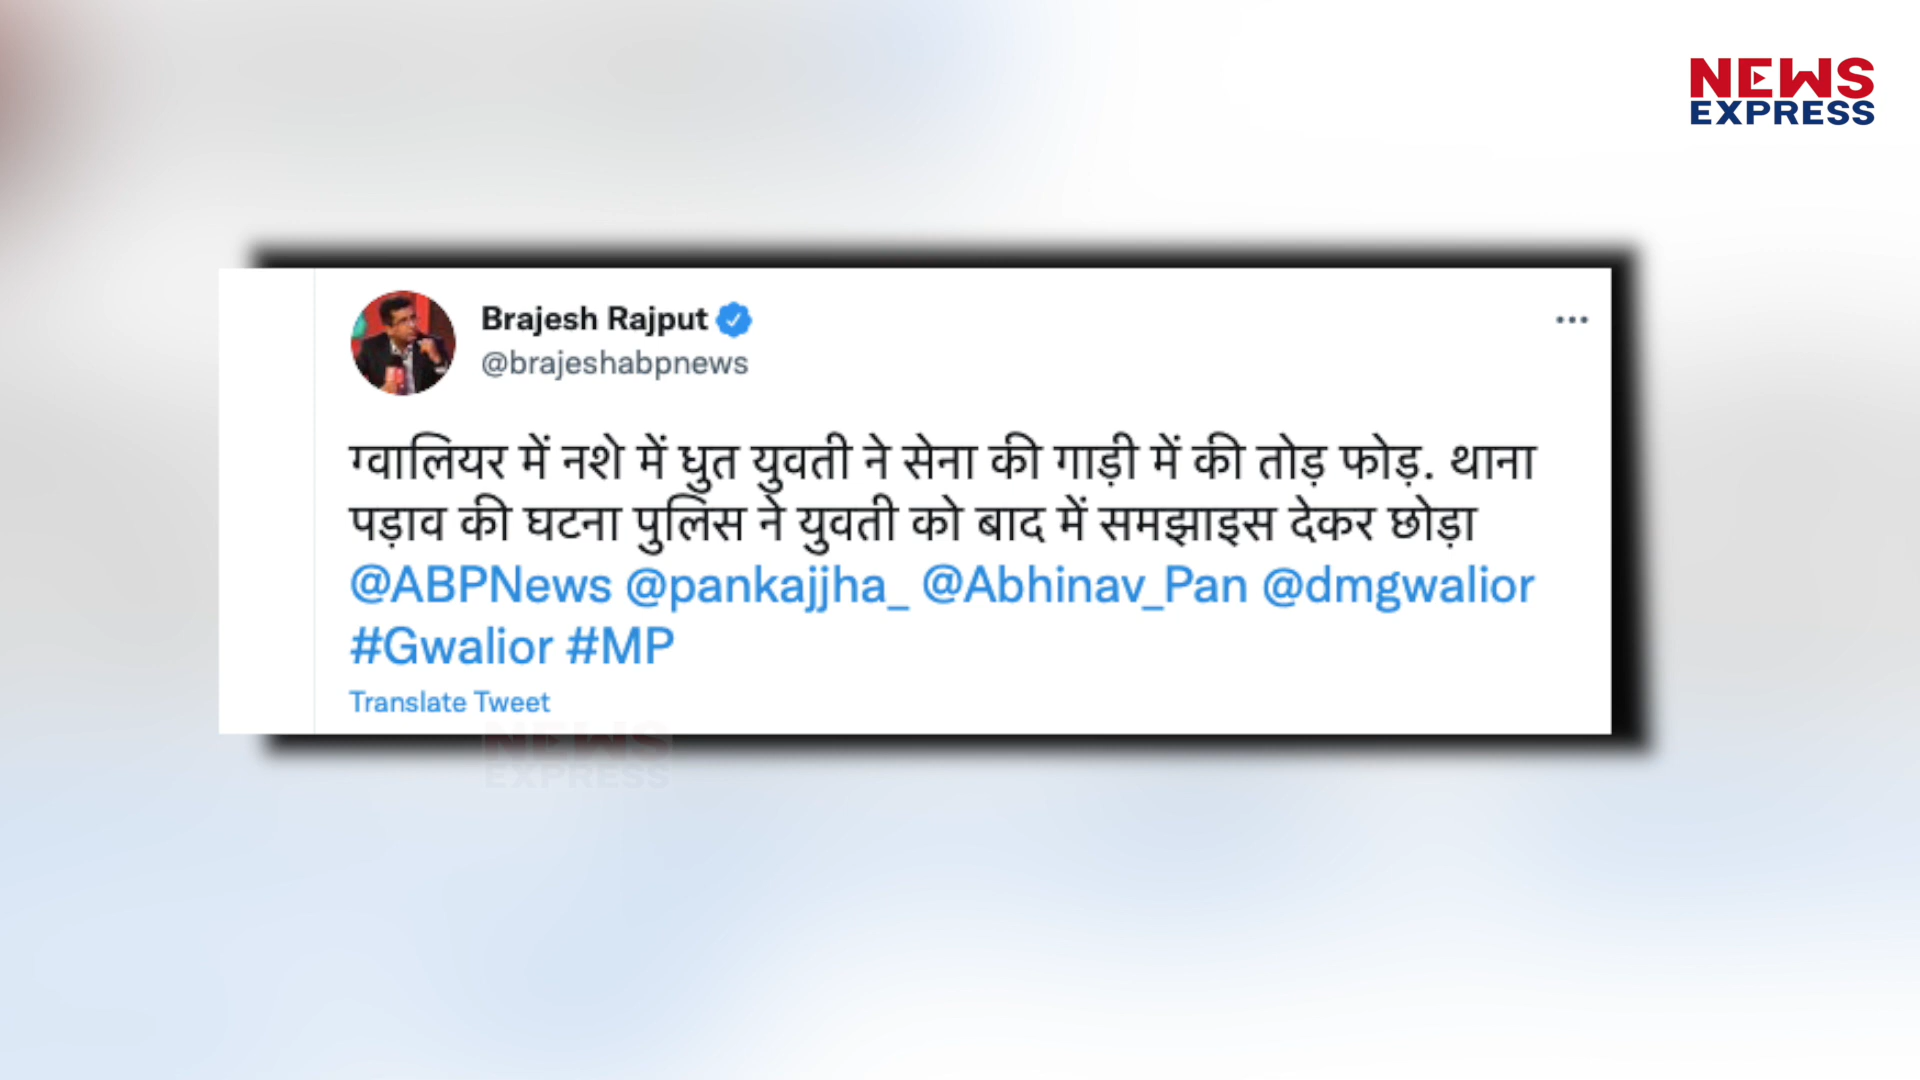 NEWS
EXPRESS
Brajesh Rajput
@brajeshabpnews
ग्वालियर में नशे में धुत युवती ने सेना की गाड़ी में की तोड़ फोड़. थाना
पड़ाव की घटना पुलिस ने युवती को बाद में समझाइस देकर छोड़ा
@ABPNews @pankajjha_ @Abhinav_Pan @dmgwalior
#Gwalior #MP
Translate Tweet
NEWS
EXPRESS